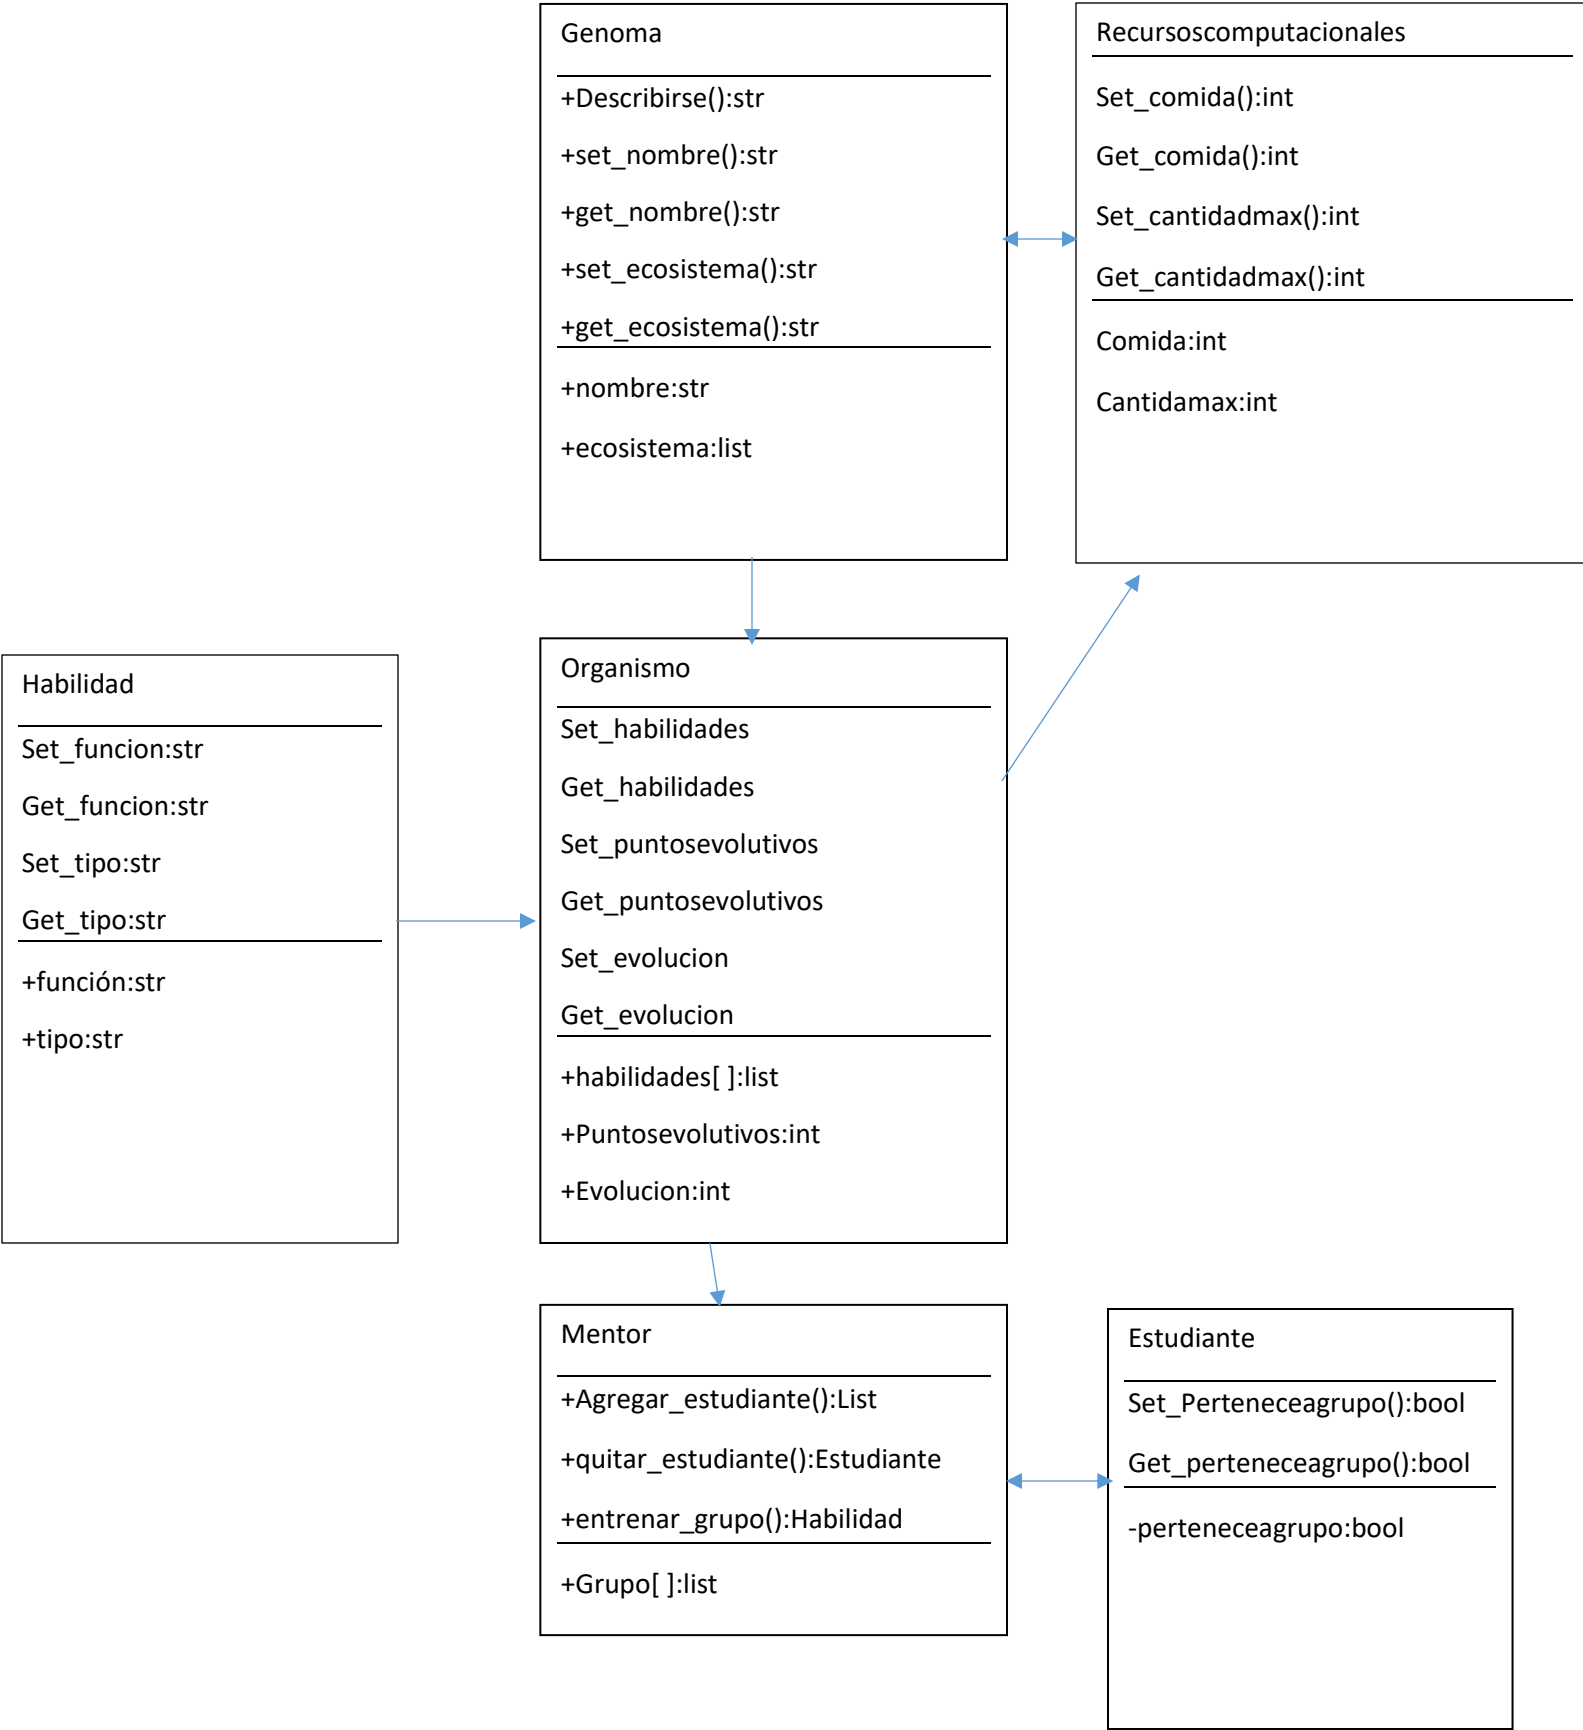 Genoma
+Describirse():str
+set_nombre():str
+get_nombre():str
+set_ecosistema():str
+get_ecosistema():str
+nombre:str
+ecosistema:list
Recursoscomputacionales
Set_comida():int
Get_comida():int
Set_cantidadmax():int
Get_cantidadmax():int
Comida:int
Cantidamax:int
Habilidad
Set_funcion:str
Get_funcion:str
Set_tipo:str
Get_tipo:str
+función:str
+tipo:str
Organismo
Set_habilidades
Get_habilidades
Set_puntosevolutivos
Get_puntosevolutivos
Set_evolucion
Get_evolucion
+habilidades[ ]:list
+Puntosevolutivos:int
+Evolucion:int
Mentor
+Agregar_estudiante():List
+quitar_estudiante():Estudiante
+entrenar_grupo():Habilidad
+Grupo[ ]:list
Estudiante
Set_Perteneceagrupo():bool
Get_perteneceagrupo():bool
-perteneceagrupo:bool